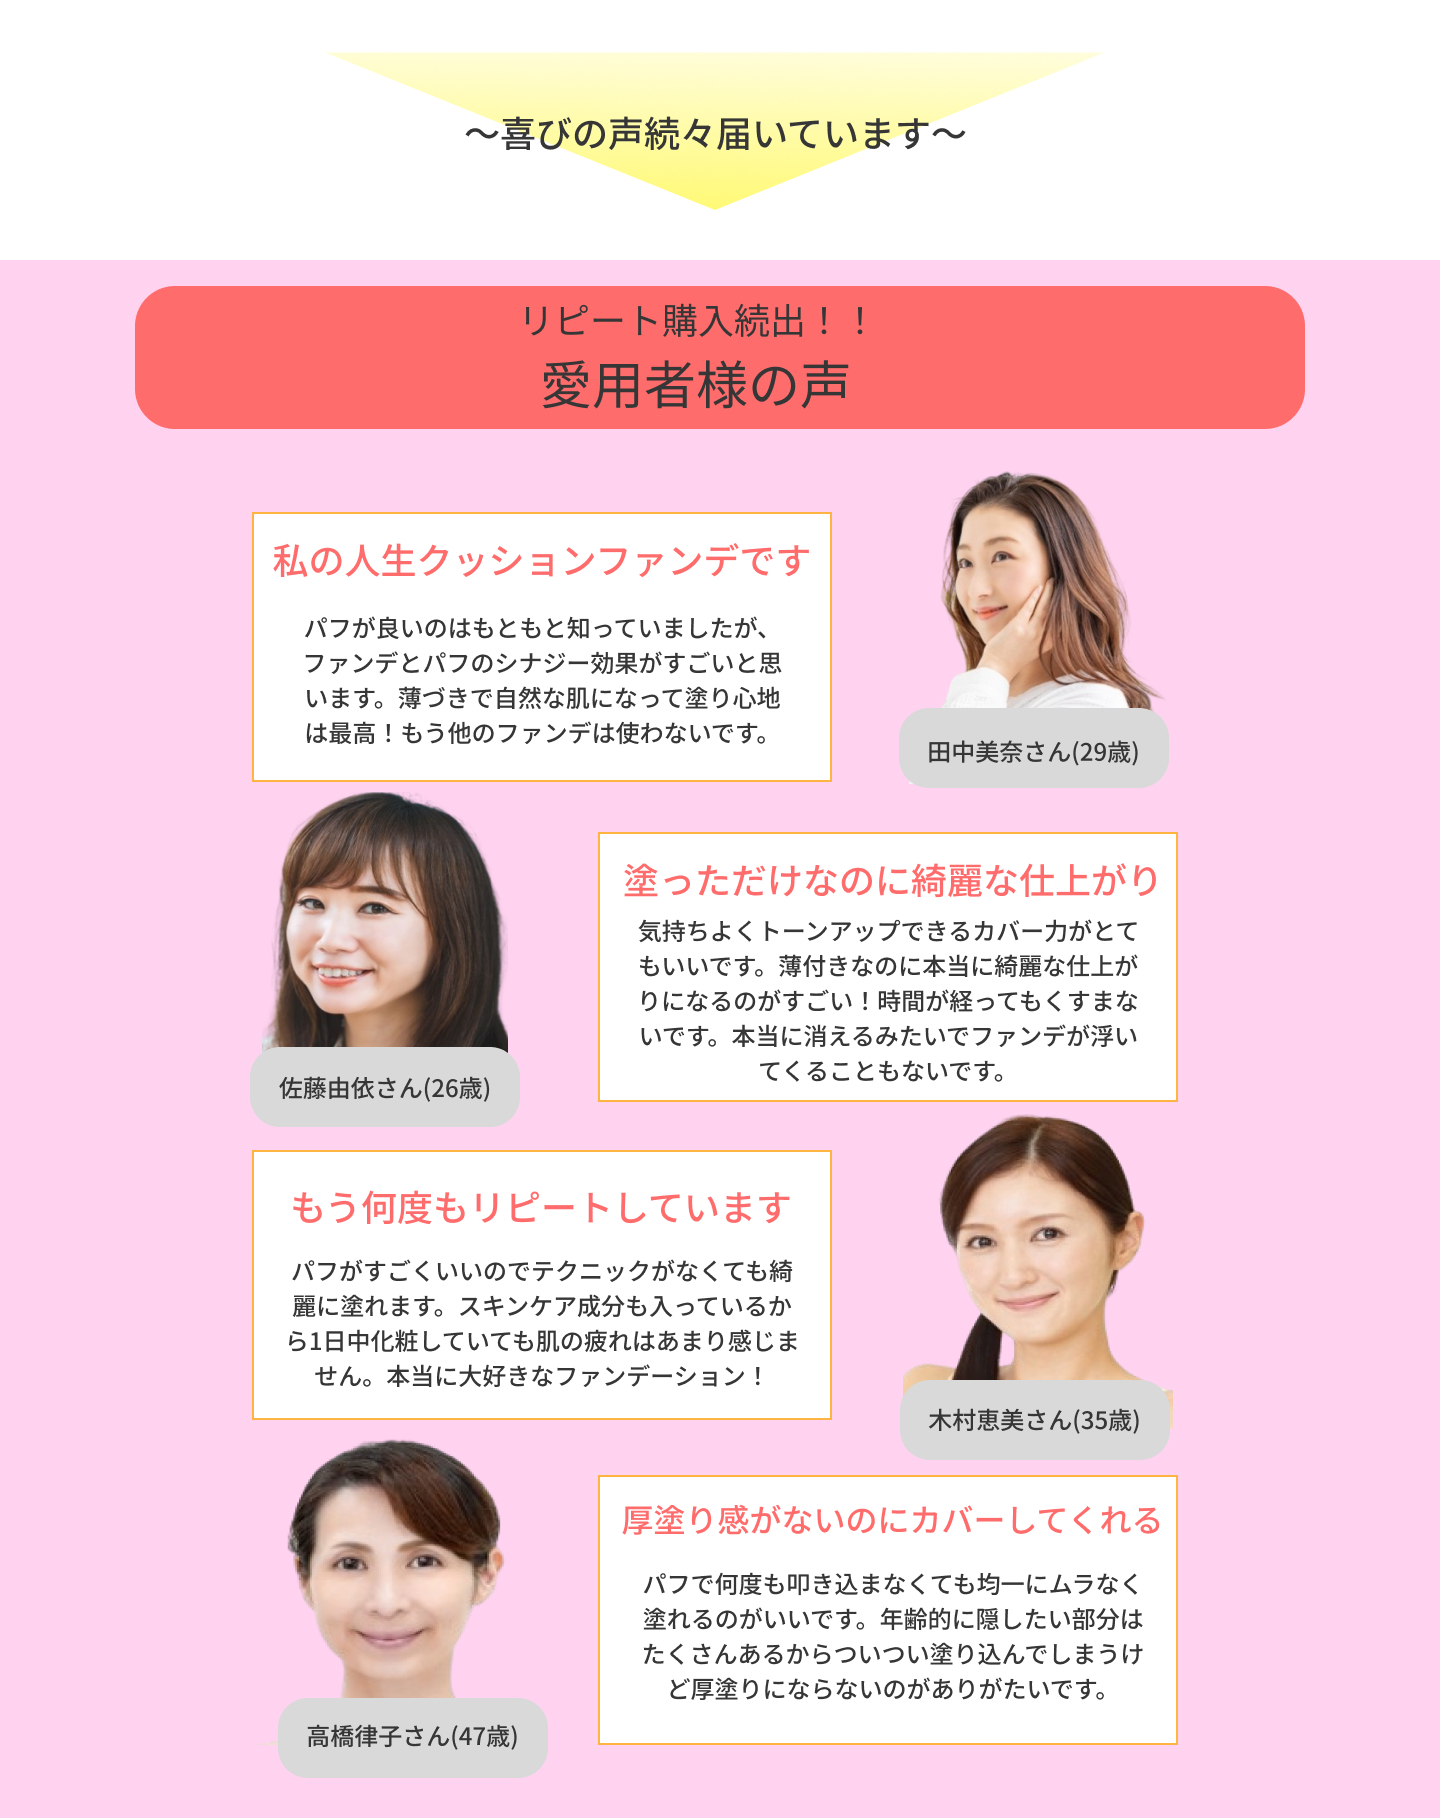 ～喜びの声続々届いています～
リピート購入続出！！
愛用者様の声
私の人生クッションファンデです
パフが良いのはもともと知っていましたが、
ファンデとパフのシナジー効果がすごいと思
います。薄づきで自然な肌になって塗り心地
は最高！もう他のファンデは使わないです。
田中美奈さん(29歳)
塗っただけなのに綺麗な仕上がり
気持ちよくトーンアップできるカバー力がとて
もいいです。薄付きなのに本当に綺麗な仕上が
りになるのがすごい！時間が経ってもくすまな
いです。本当に消えるみたいでファンデが浮い
てくることもないです。
佐藤由依さん(26歳)
もう何度もリピートしています
パフがすごくいいのでテクニックがなくても綺
麗に塗れます。スキンケア成分も入っているか
ら1日中化粧していても肌の疲れはあまり感じま
せん。本当に大好きなファンデーション！
木村恵美さん(35歳)
厚塗り感がないのにカバーしてくれる
パフで何度も叩き込まなくても均一にムラなく
塗れるのがいいです。年齢的に隠したい部分は
たくさんあるからついつい塗り込んでしまうけ
ど厚塗りにならないのがありがたいです。
高橋律子さん(47歳)